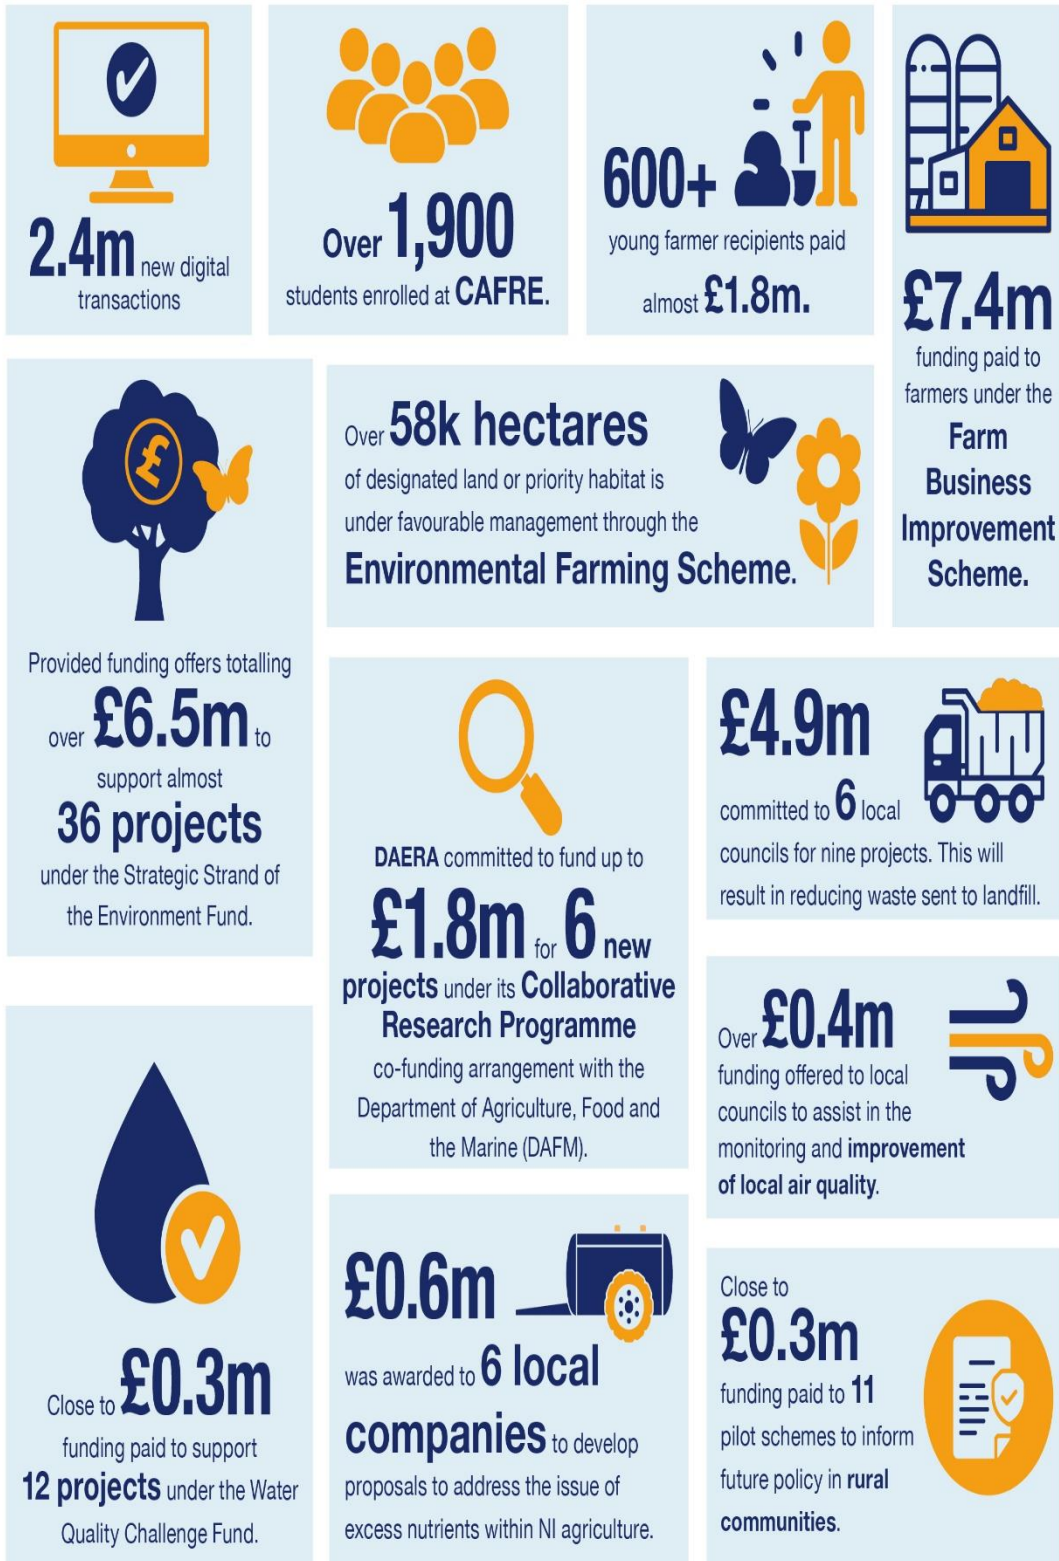 2.4m new digital
transactions
Over 1,900
students enrolled at CAFRE.
600+
young farmer recipients paid
almost £1.8m.
£7.4m
funding paid to
farmers under the
Farm
Business
Improvement
Scheme.
£
Provided funding offers totalling
over £6.5m to
support almost
36 projects
under the Strategic Strand of
the Environment Fund.
Over 58k hectares
of designated land or priority habitat is
under favourable management through the
Environmental Farming Scheme.
DAERA committed to fund up to
£1.8m for 6 new
projects under its Collaborative
Research Programme
co-funding arrangement with the
Department of Agriculture, Food and
the Marine (DAFM).
£4.9m
committed to 6 local
councils for nine projects. This will
result in reducing waste sent to landfill.
Over £0.4m
funding offered to local
councils to assist in the
monitoring and improvement
of local air quality.
Close to £0.3m
funding paid to support
12 projects under the Water
Quality Challenge Fund.
£0.6m
was awarded to 6 local
companies to develop
proposals to address the issue of
excess nutrients within NI agriculture.
Close to
£0.3m
funding paid to 11
pilot schemes to inform
future policy in rural
communities.